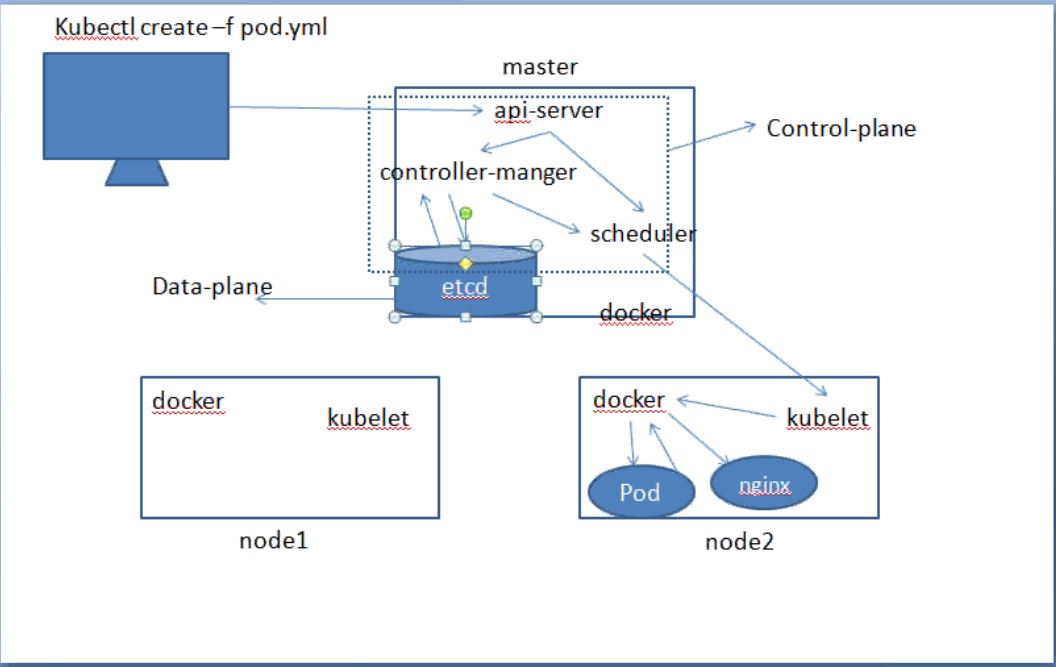 Kubectl create –f pod.yml
master
api-server
Control-plane
controller-manger
scheduler
Data-plane
etcd
docker
docker
kubelet
docker
kubelet
Pod
nginx
node1
node2